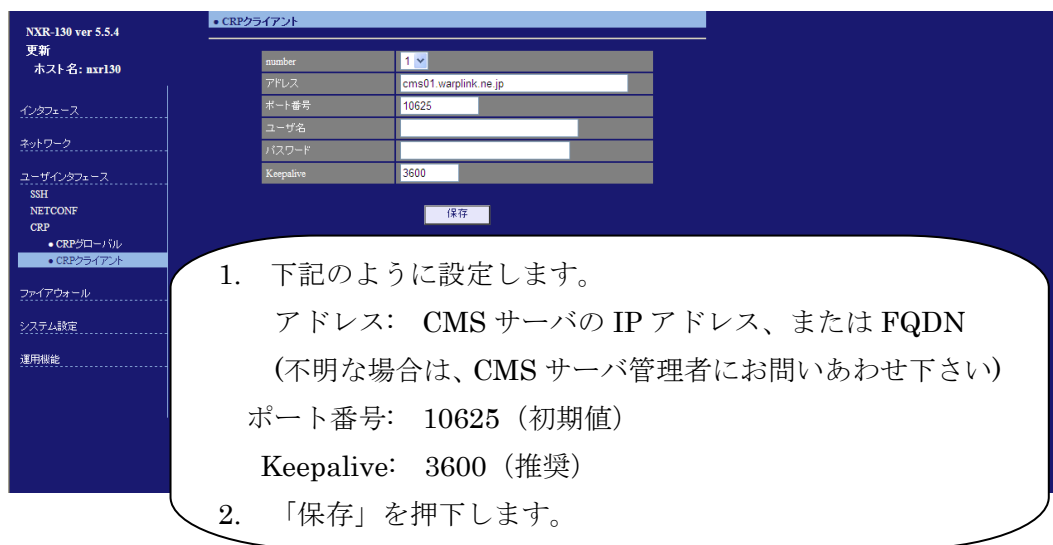 NXR-130 ver 5.5.4
更新
ホスト名: nxr130
インタフェース
ネットワーク
ユーザインタフェース
SSH
NETCONF
CRP
● CRPグローバル
● CRPクライアント
ファイアウォール
システム設定
運用機能
● CRPクライアント
number 1
アドレス cms01.warplink.ne.jp
ポート番号 10625
ユーザ名
パスワード
Keepalive 3600
保存
1. 下記のように設定します。
アドレス: CMS サーバの IP アドレス、または FQDN
(不明な場合は、CMS サーバ管理者にお問いあわせ下さい)
ポート番号: 10625（初期値）
Keepalive: 3600（推奨）
2. 「保存」を押下します。